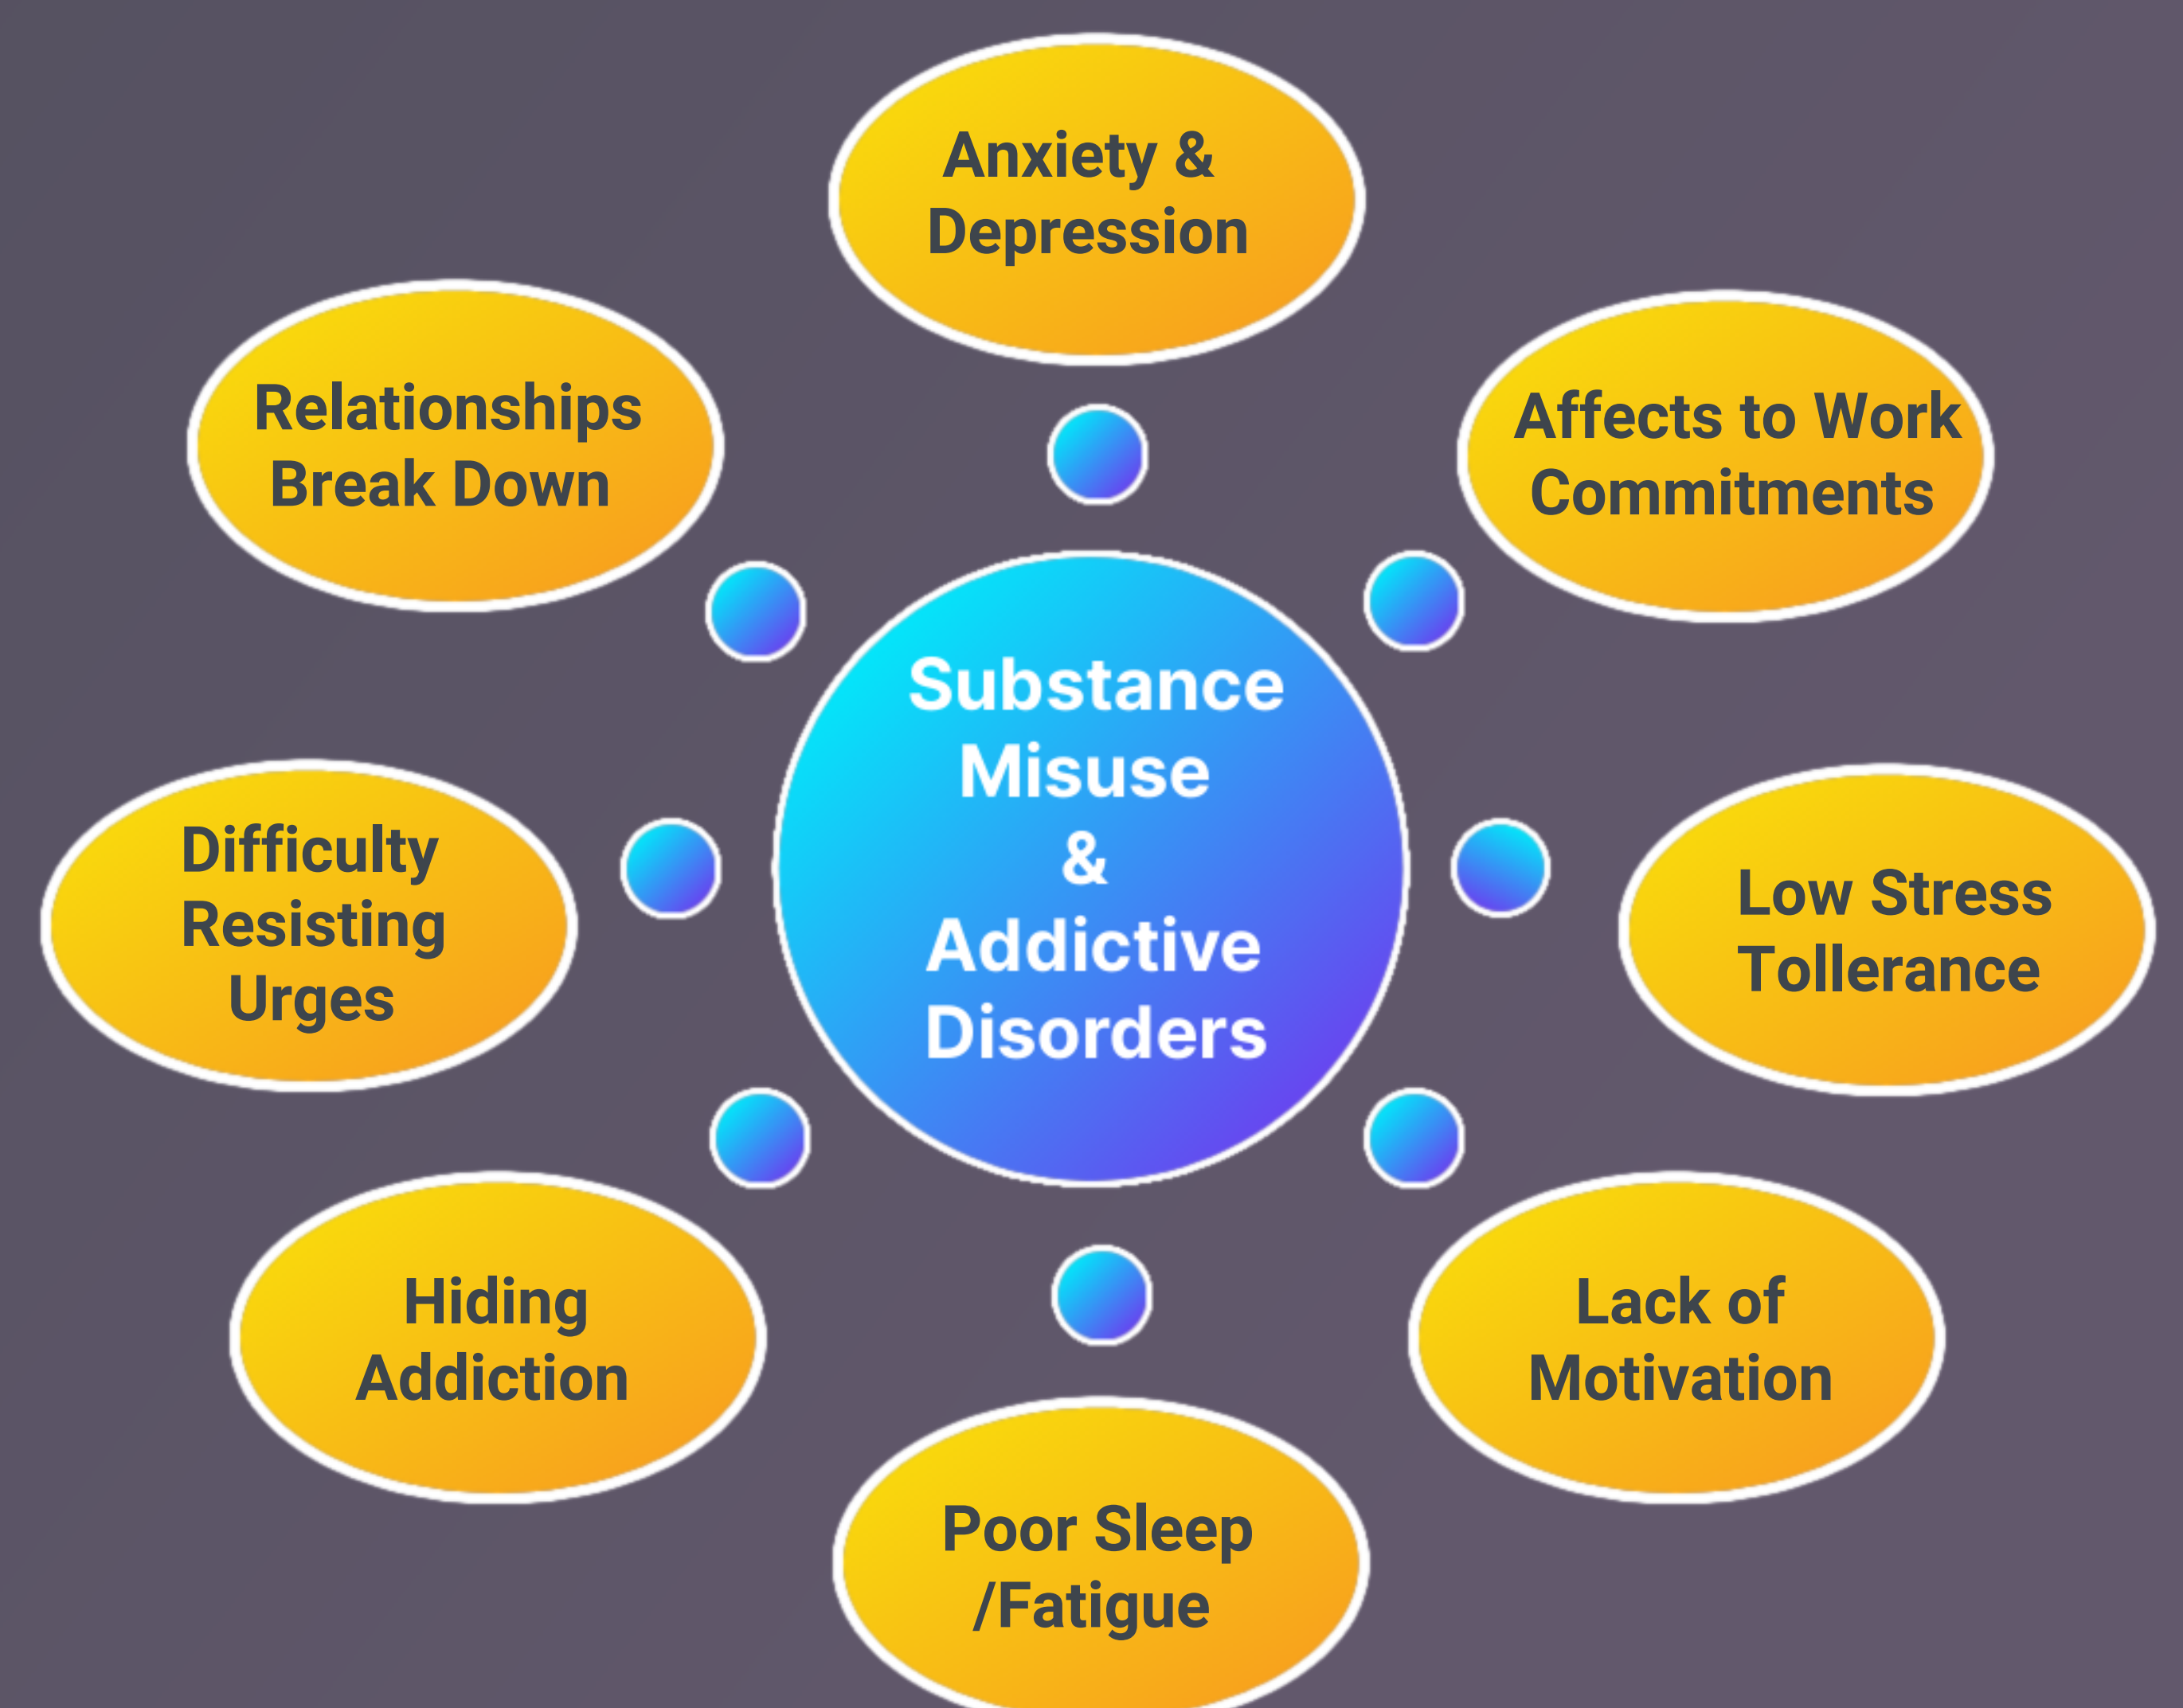 Anxiety &
Depression
Relationships
Break Down
Affects to Work
Commitments
Substance
Misuse
&
Addictive
Disorders
Difficulty
Resisting
Urges
Low Stress
Tollerance
Hiding
Addiction
Lack of
Motivation
Poor Sleep
/Fatigue